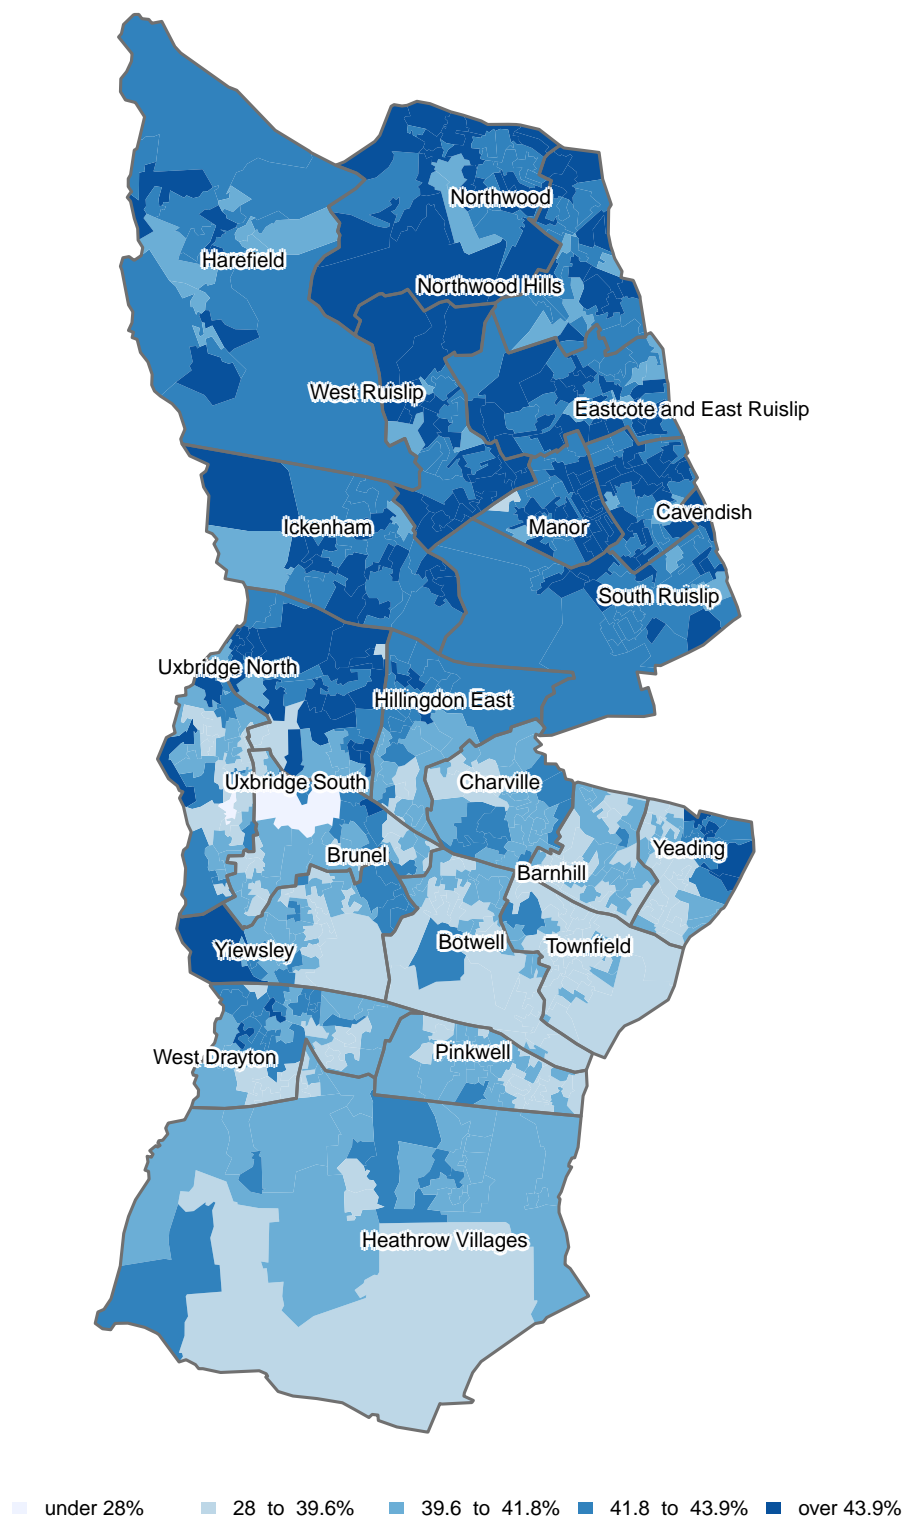 Northwood
Harefield
Northwood Hills
West Ruislip
Eastcote and East Ruislip
Cavendish
Ickenham
Manor
South Ruislip
Uxbridge North
Hillingdon East
Uxbridge South
Charville
Brunel
Yeading
Barnhill
Botwell
Townfield
Yiewsley
Pinkwell
West Drayton
Heathrow Villages
under 28%
28 to 39.6%
39.6 to 41.8%
41.8 to 43.9%
over 43.9%